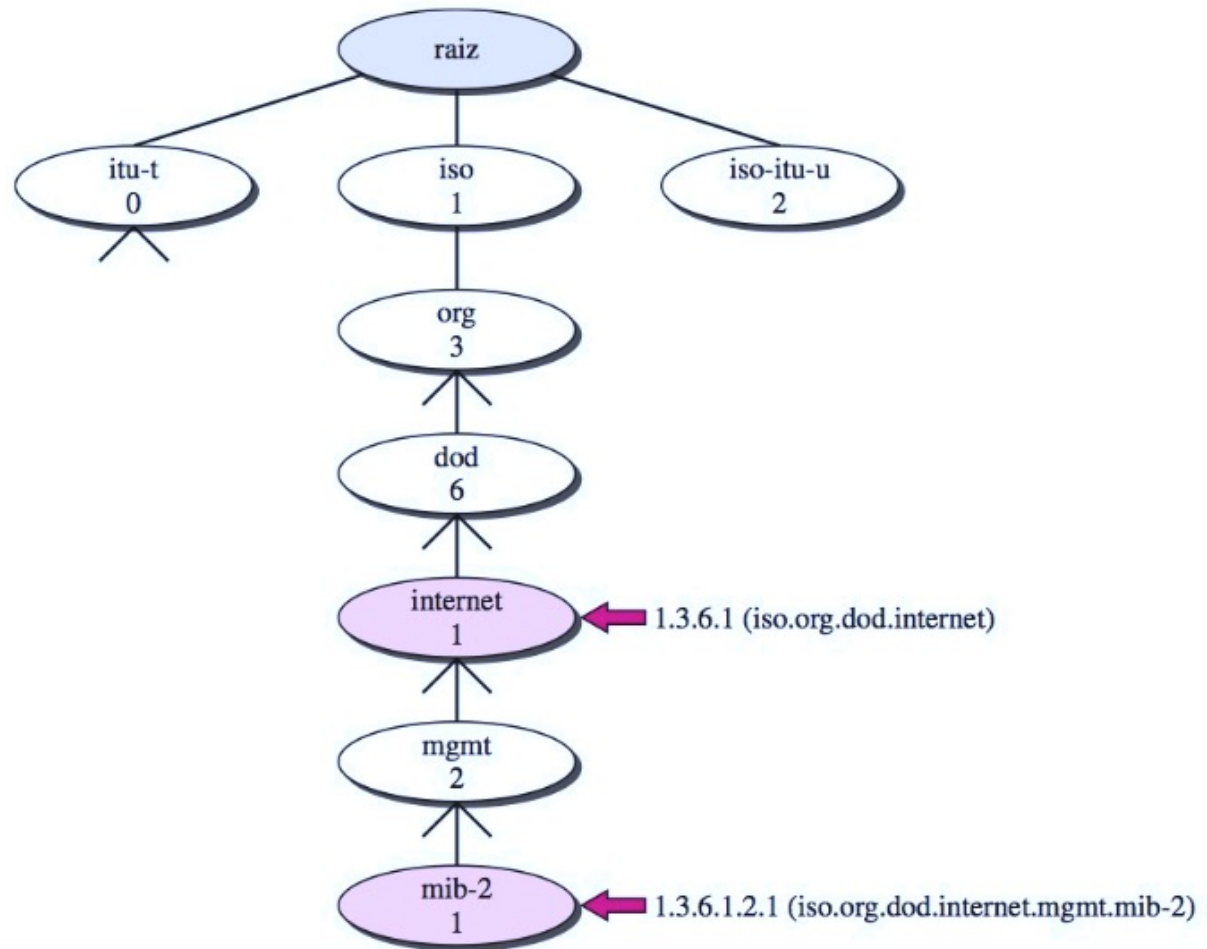 raiz
itu-t
0
iso
1
iso-itu-u
2
org
3
dod
6
internet
1
1.3.6.1 (iso.org.dod.internet)
mgmt
2
mib-2
1
1.3.6.1.2.1 (iso.org.dod.internet.mgmt.mib-2)